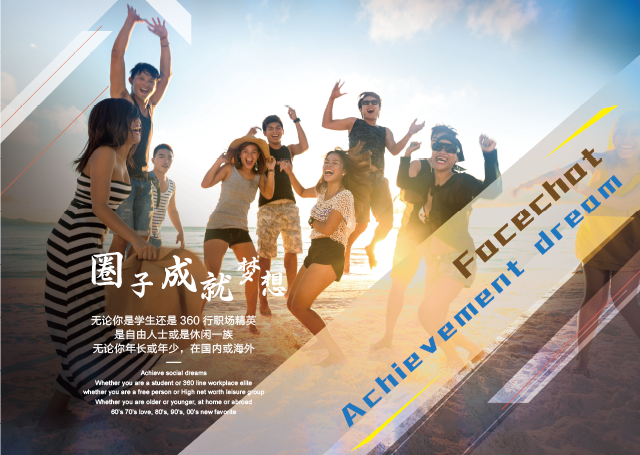 圈子成就梦想
无论你是学生还是 360 行职场精英
是自由人士或是休闲一族
无论你年长或年少，在国内或海外
Achieve social dreams
Whether you are a student or 360 line workplace elite
whether you are a free person or High net worth leisure group
Whether you are older or younger, at home or abroad
60's 70's love, 80's, 90's, 00's new favorite
Focechat
Achievement dream